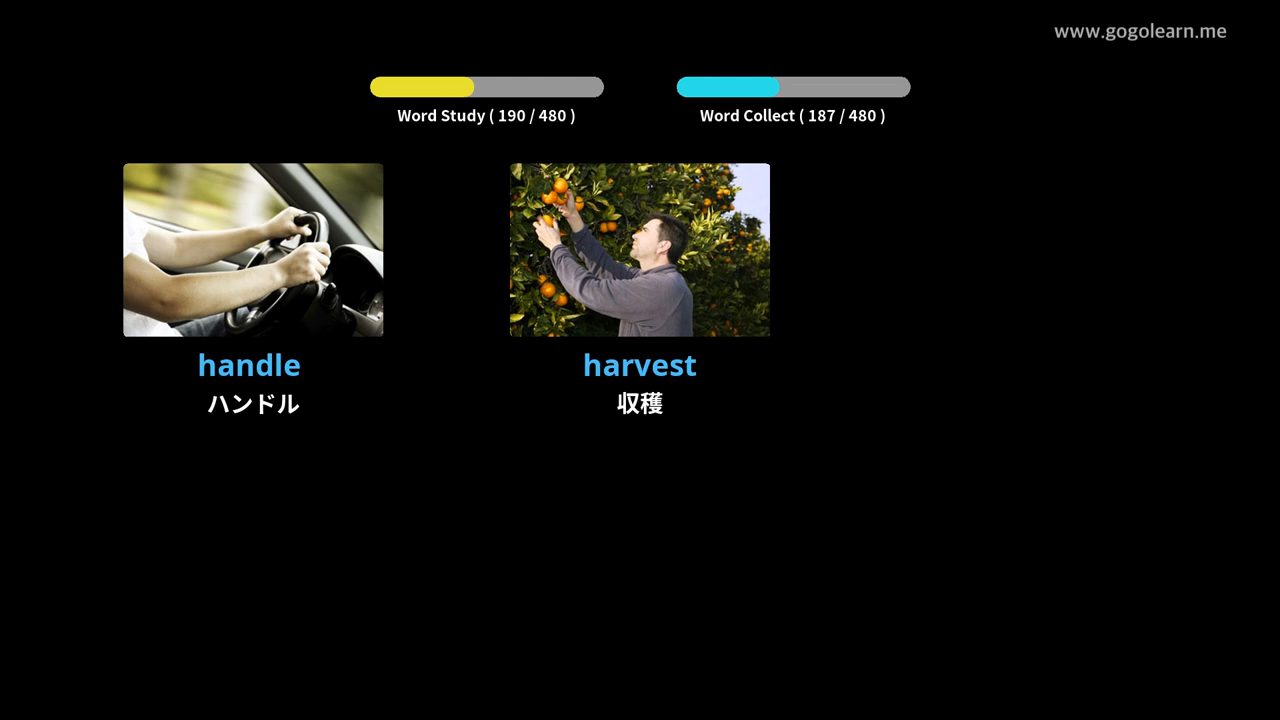 www.gogolearn.me
Word Study ( 190 / 480 )
Word Collect ( 187 / 480 )
handle
ハンドル
harvest
収穫